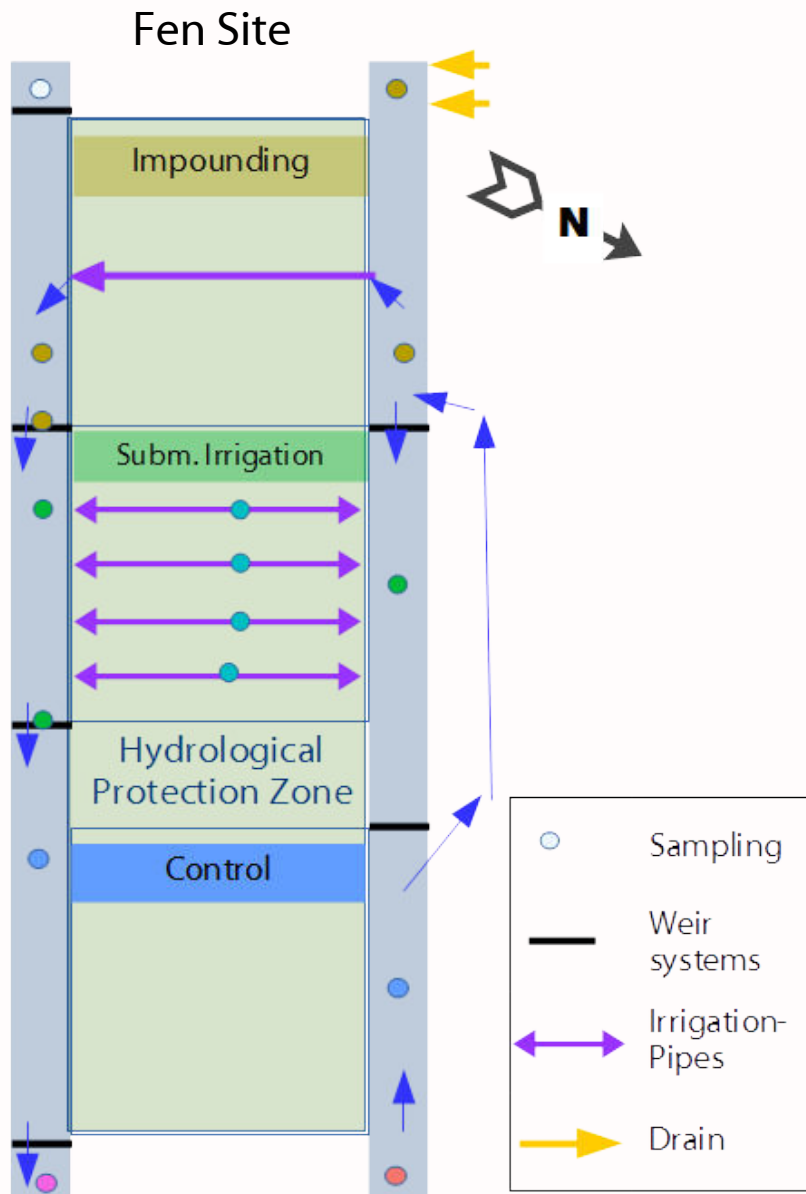 Fen Site
Impounding
N
Subm. Irrigation
Hydrological
Protection Zone
Control
Sampling
Weir
systems
Irrigation-
Pipes
Drain